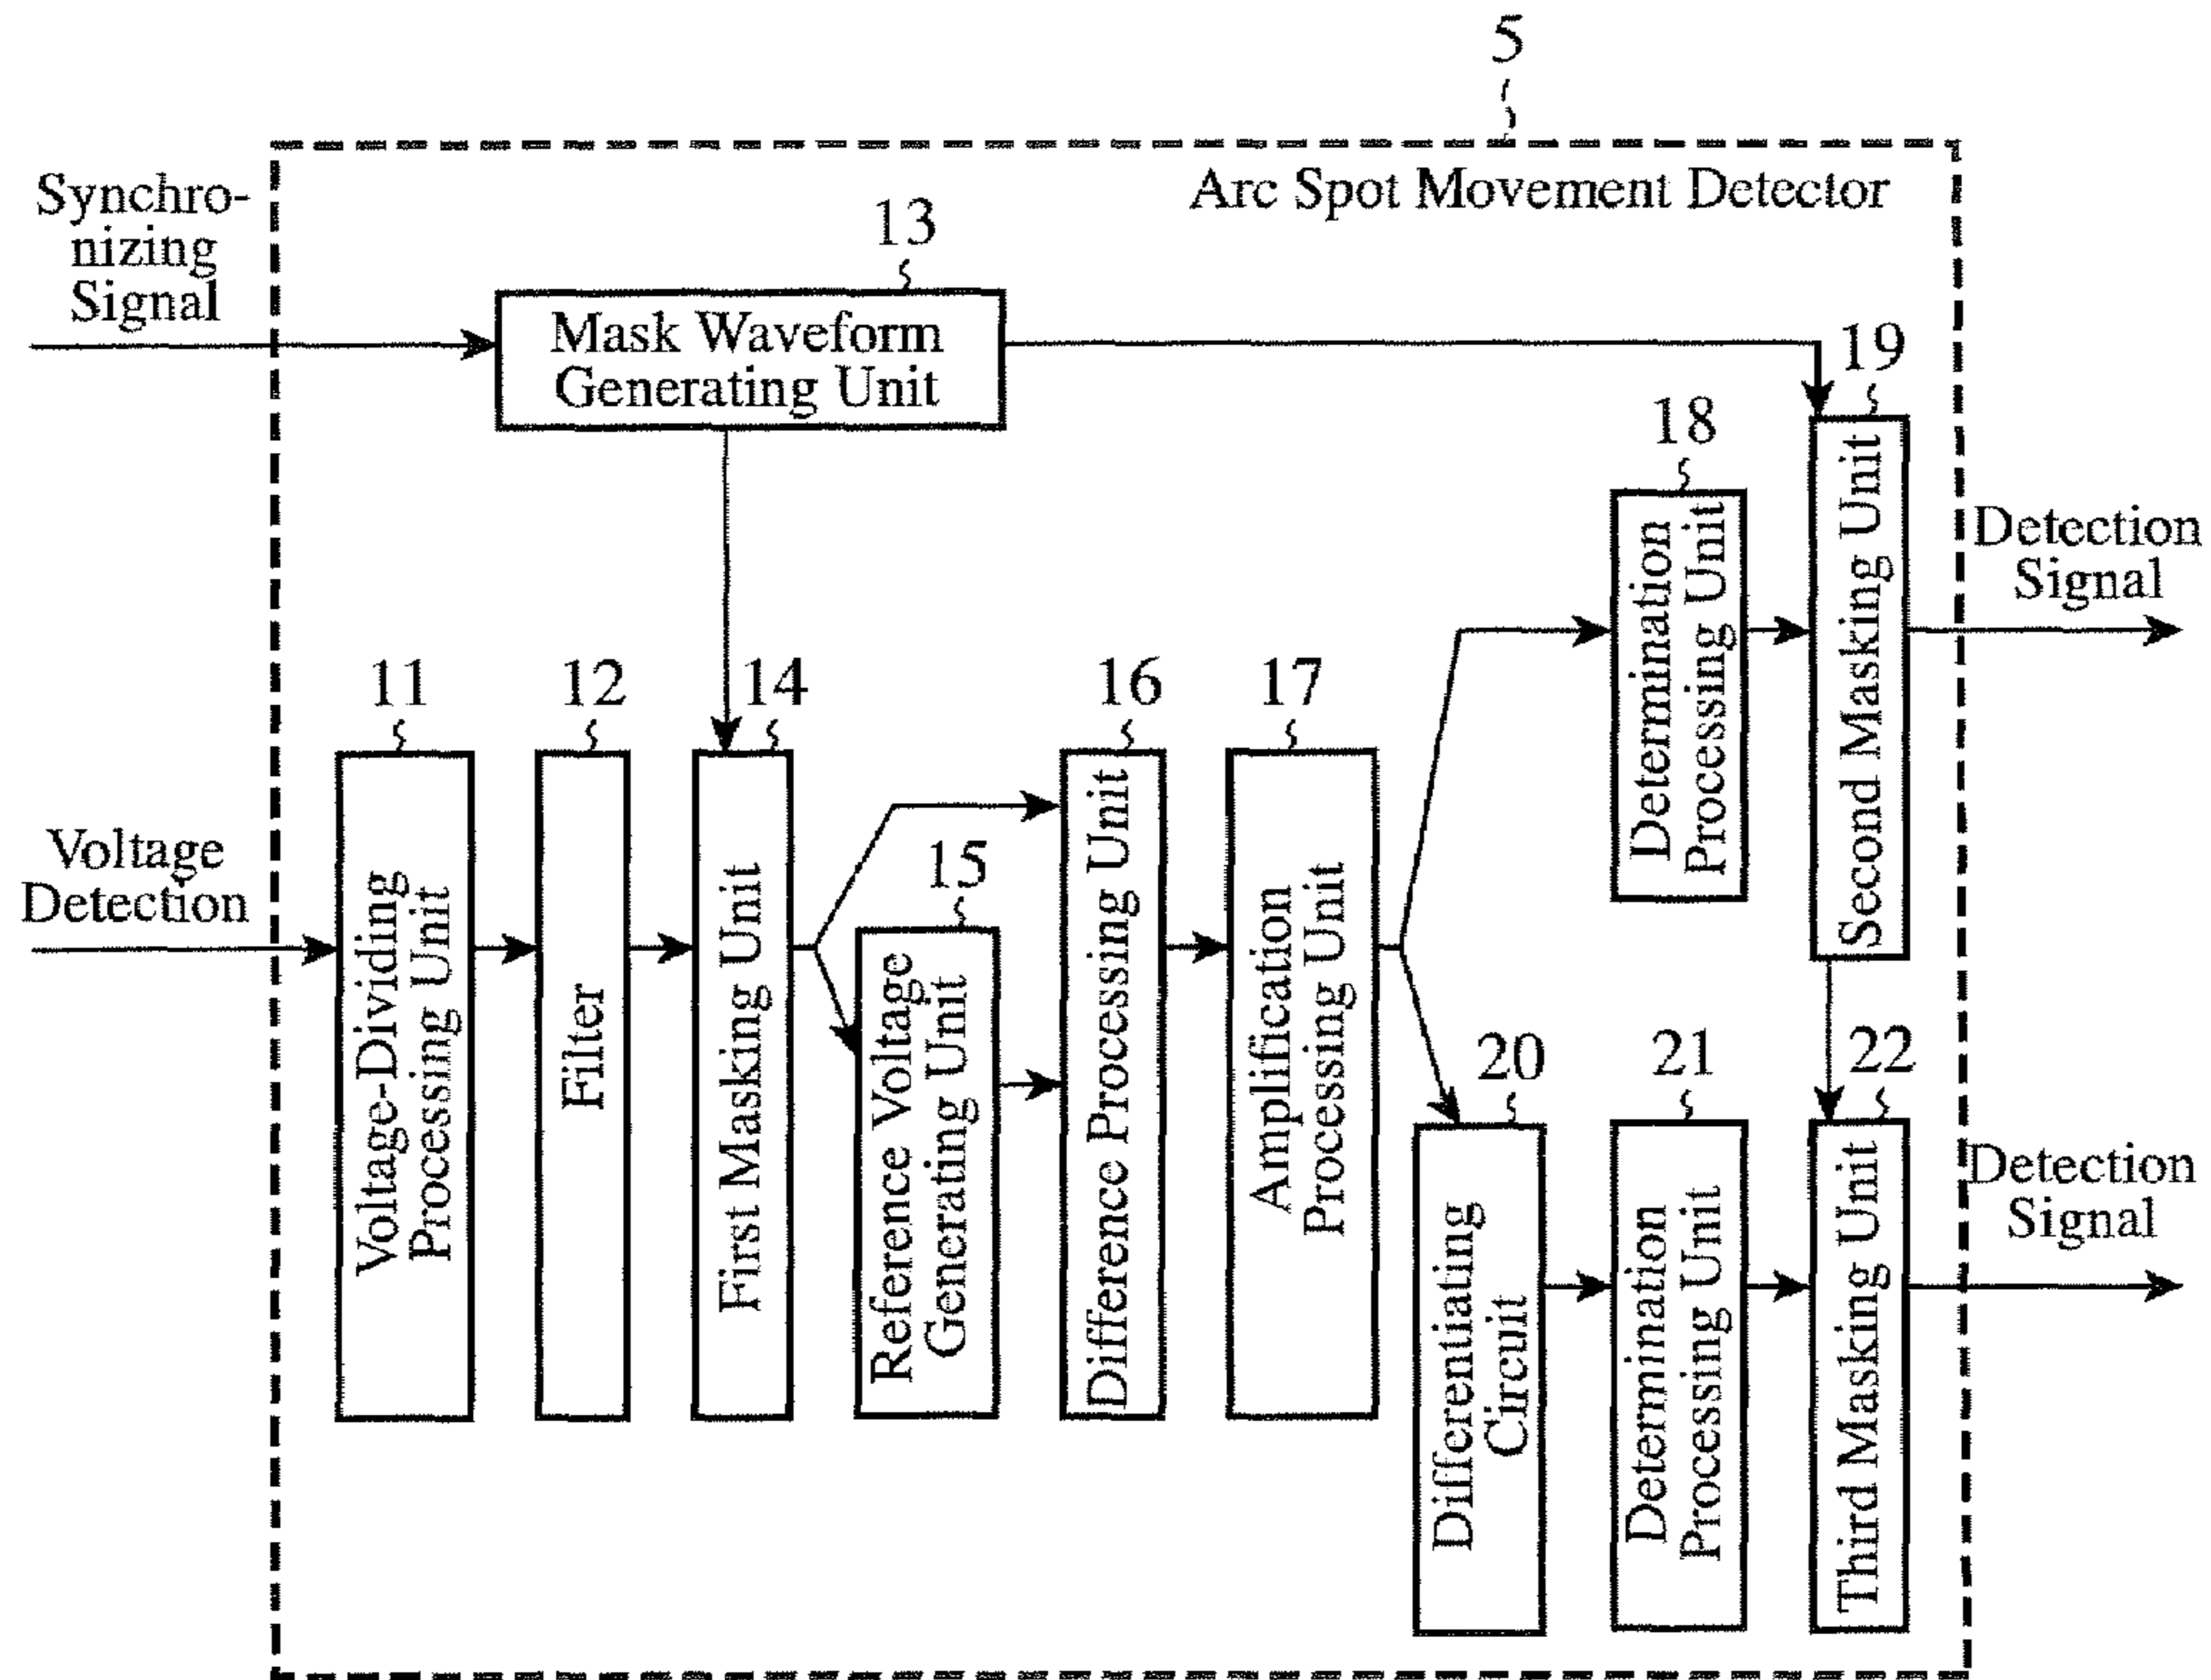 5
Arc Spot Movement Detector
Synchro-
nizing
Signal
13
Mask Waveform
Generating Unit
19
Second Masking Unit
18
Determination
Processing Unit
Detection
Signal
11
Voltage-Dividing
Processing Unit
12
Filter
14
First Masking Unit
15
Reference Voltage
Generating Unit
16
Difference Processing Unit
17
Amplification
Processing Unit
Voltage
Detection
20
Differentiating
Circuit
21
Determination
Processing Unit
22
Third Masking Unit
Detection
Signal